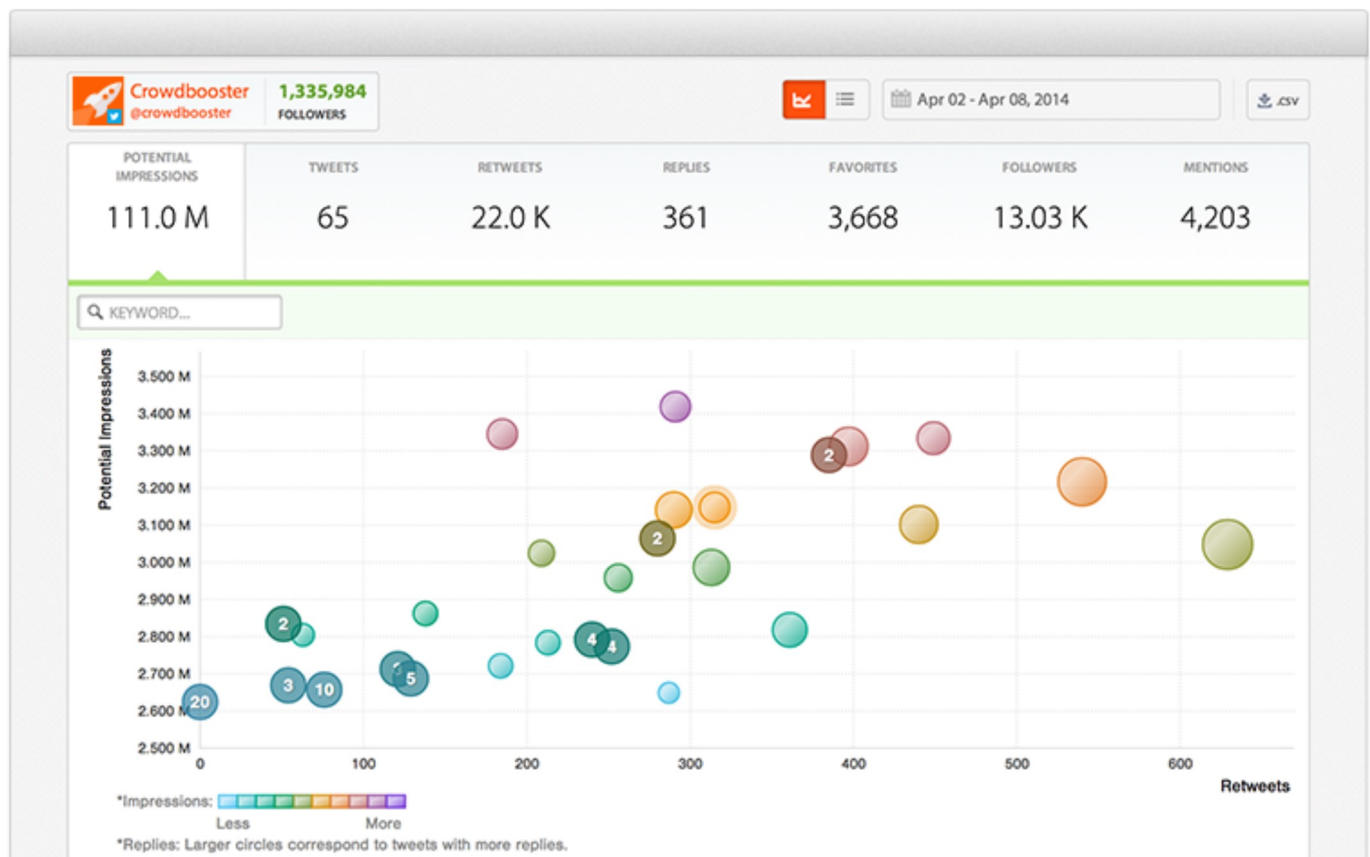 Crowdbooster
@crowdbooster
1,335,984
FOLLOWERS
Apr 02 - Apr 08, 2014
.csv
POTENTIAL
IMPRESSIONS
111.0 M
TWEETS
65
RETWEETS
22.0 K
REPLIES
361
FAVORITES
3,668
FOLLOWERS
13.03 K
MENTIONS
4,203
KEYWORD...
Potential Impressions
3.500 M
3.400 M
3.300 M
3.200 M
3.100 M
3.000 M
2.900 M
2.800 M
2.700 M
2.600 M
2.500 M
2
2
2
4
4
3
5
3
10
20
0 100 200 300 400 500 600
Retweets
*Impressions:
Less More
*Replies: Larger circles correspond to tweets with more replies.